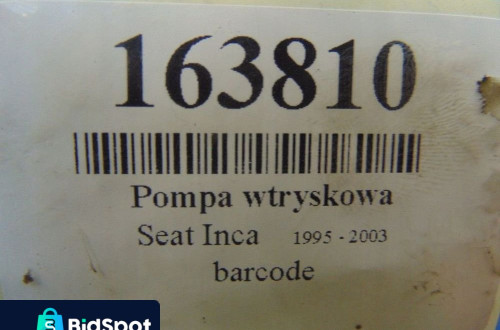 163810
Pompa wtryskowa
Seat Inca 1995 - 2003
barcode
BidSpot